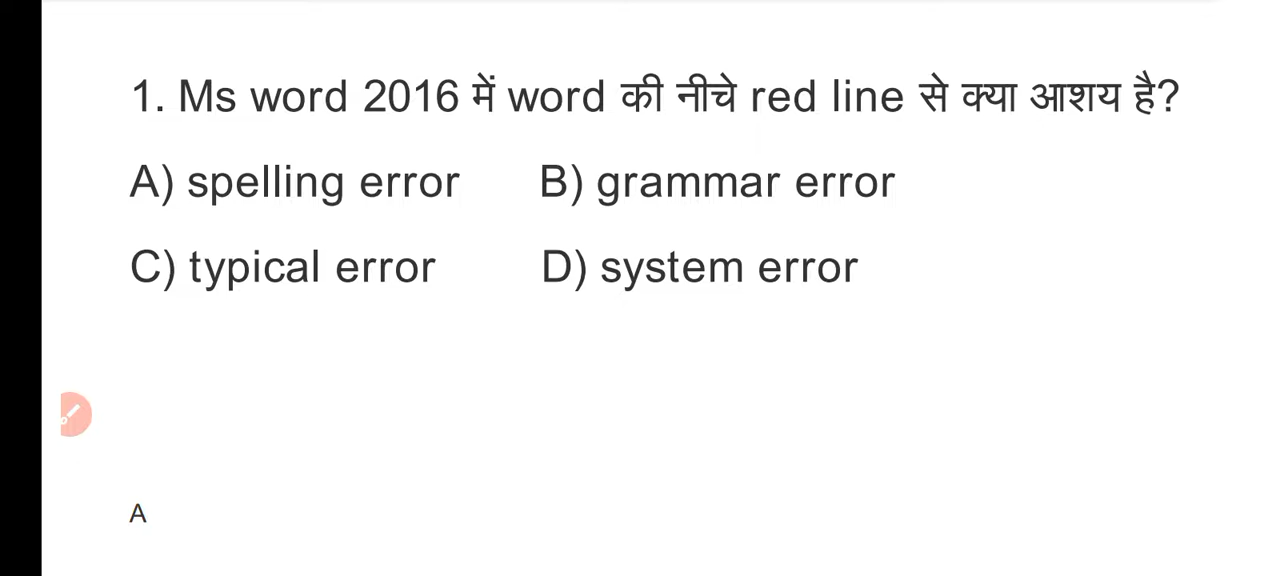 1. Ms word 2016 में word की नीचे red line से क्या आशय है?
A) spelling error B) grammar error
C) typical error D) system error
A